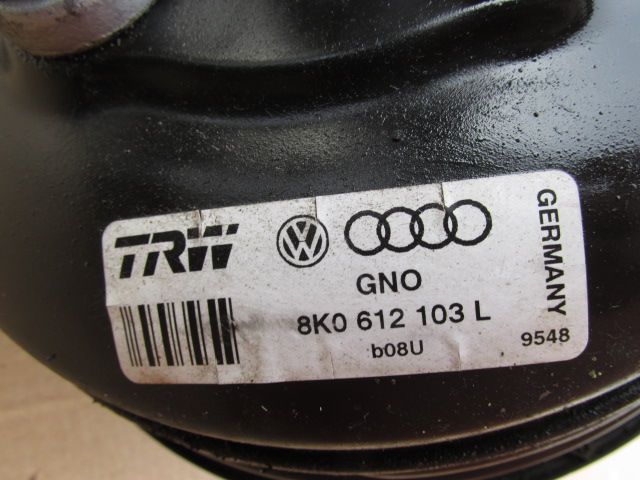 TRW
GNO
8K0 612 103 L
b08U
GERMANY
9548